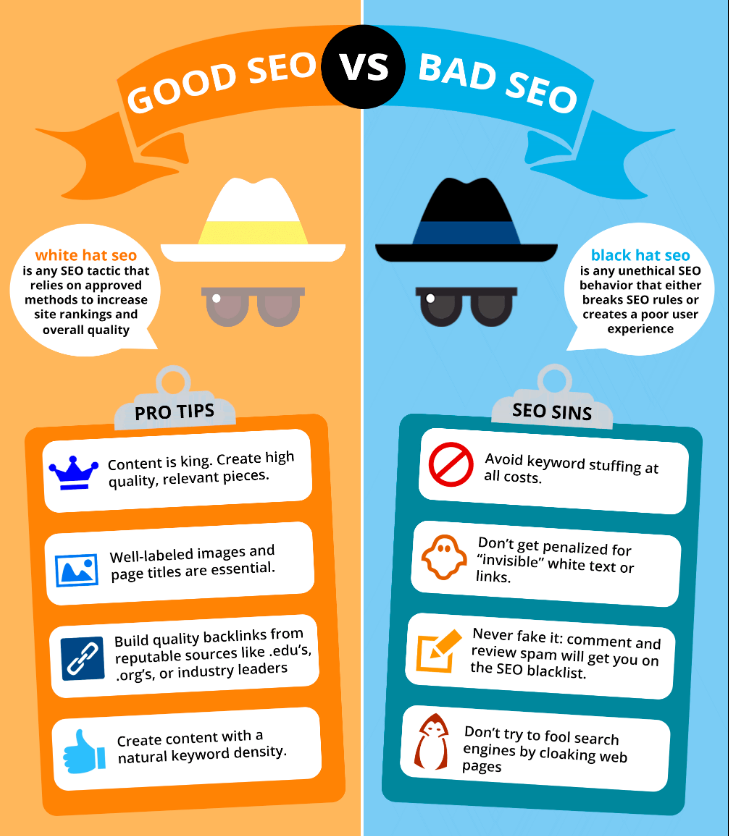 GOOD SEO VS BAD SEO
white hat seo
is any SEO tactic that
relies on approved
methods to increase
site rankings and
overall quality
black hat seo
is any unethical SEO
behavior that either
breaks SEO rules or
creates a poor user
experience
PRO TIPS
Content is king. Create high
quality, relevant pieces.
Well-labeled images and
page titles are essential.
Build quality backlinks from
reputable sources like .edu's,
.org's, or industry leaders
Create content with a
natural keyword density.
SEO SINS
Avoid keyword stuffing at
all costs.
Don't get penalized for
"invisible" white text or
links.
Never fake it: comment and
review spam will get you on
the SEO blacklist.
Don't try to fool search
engines by cloaking web
pages